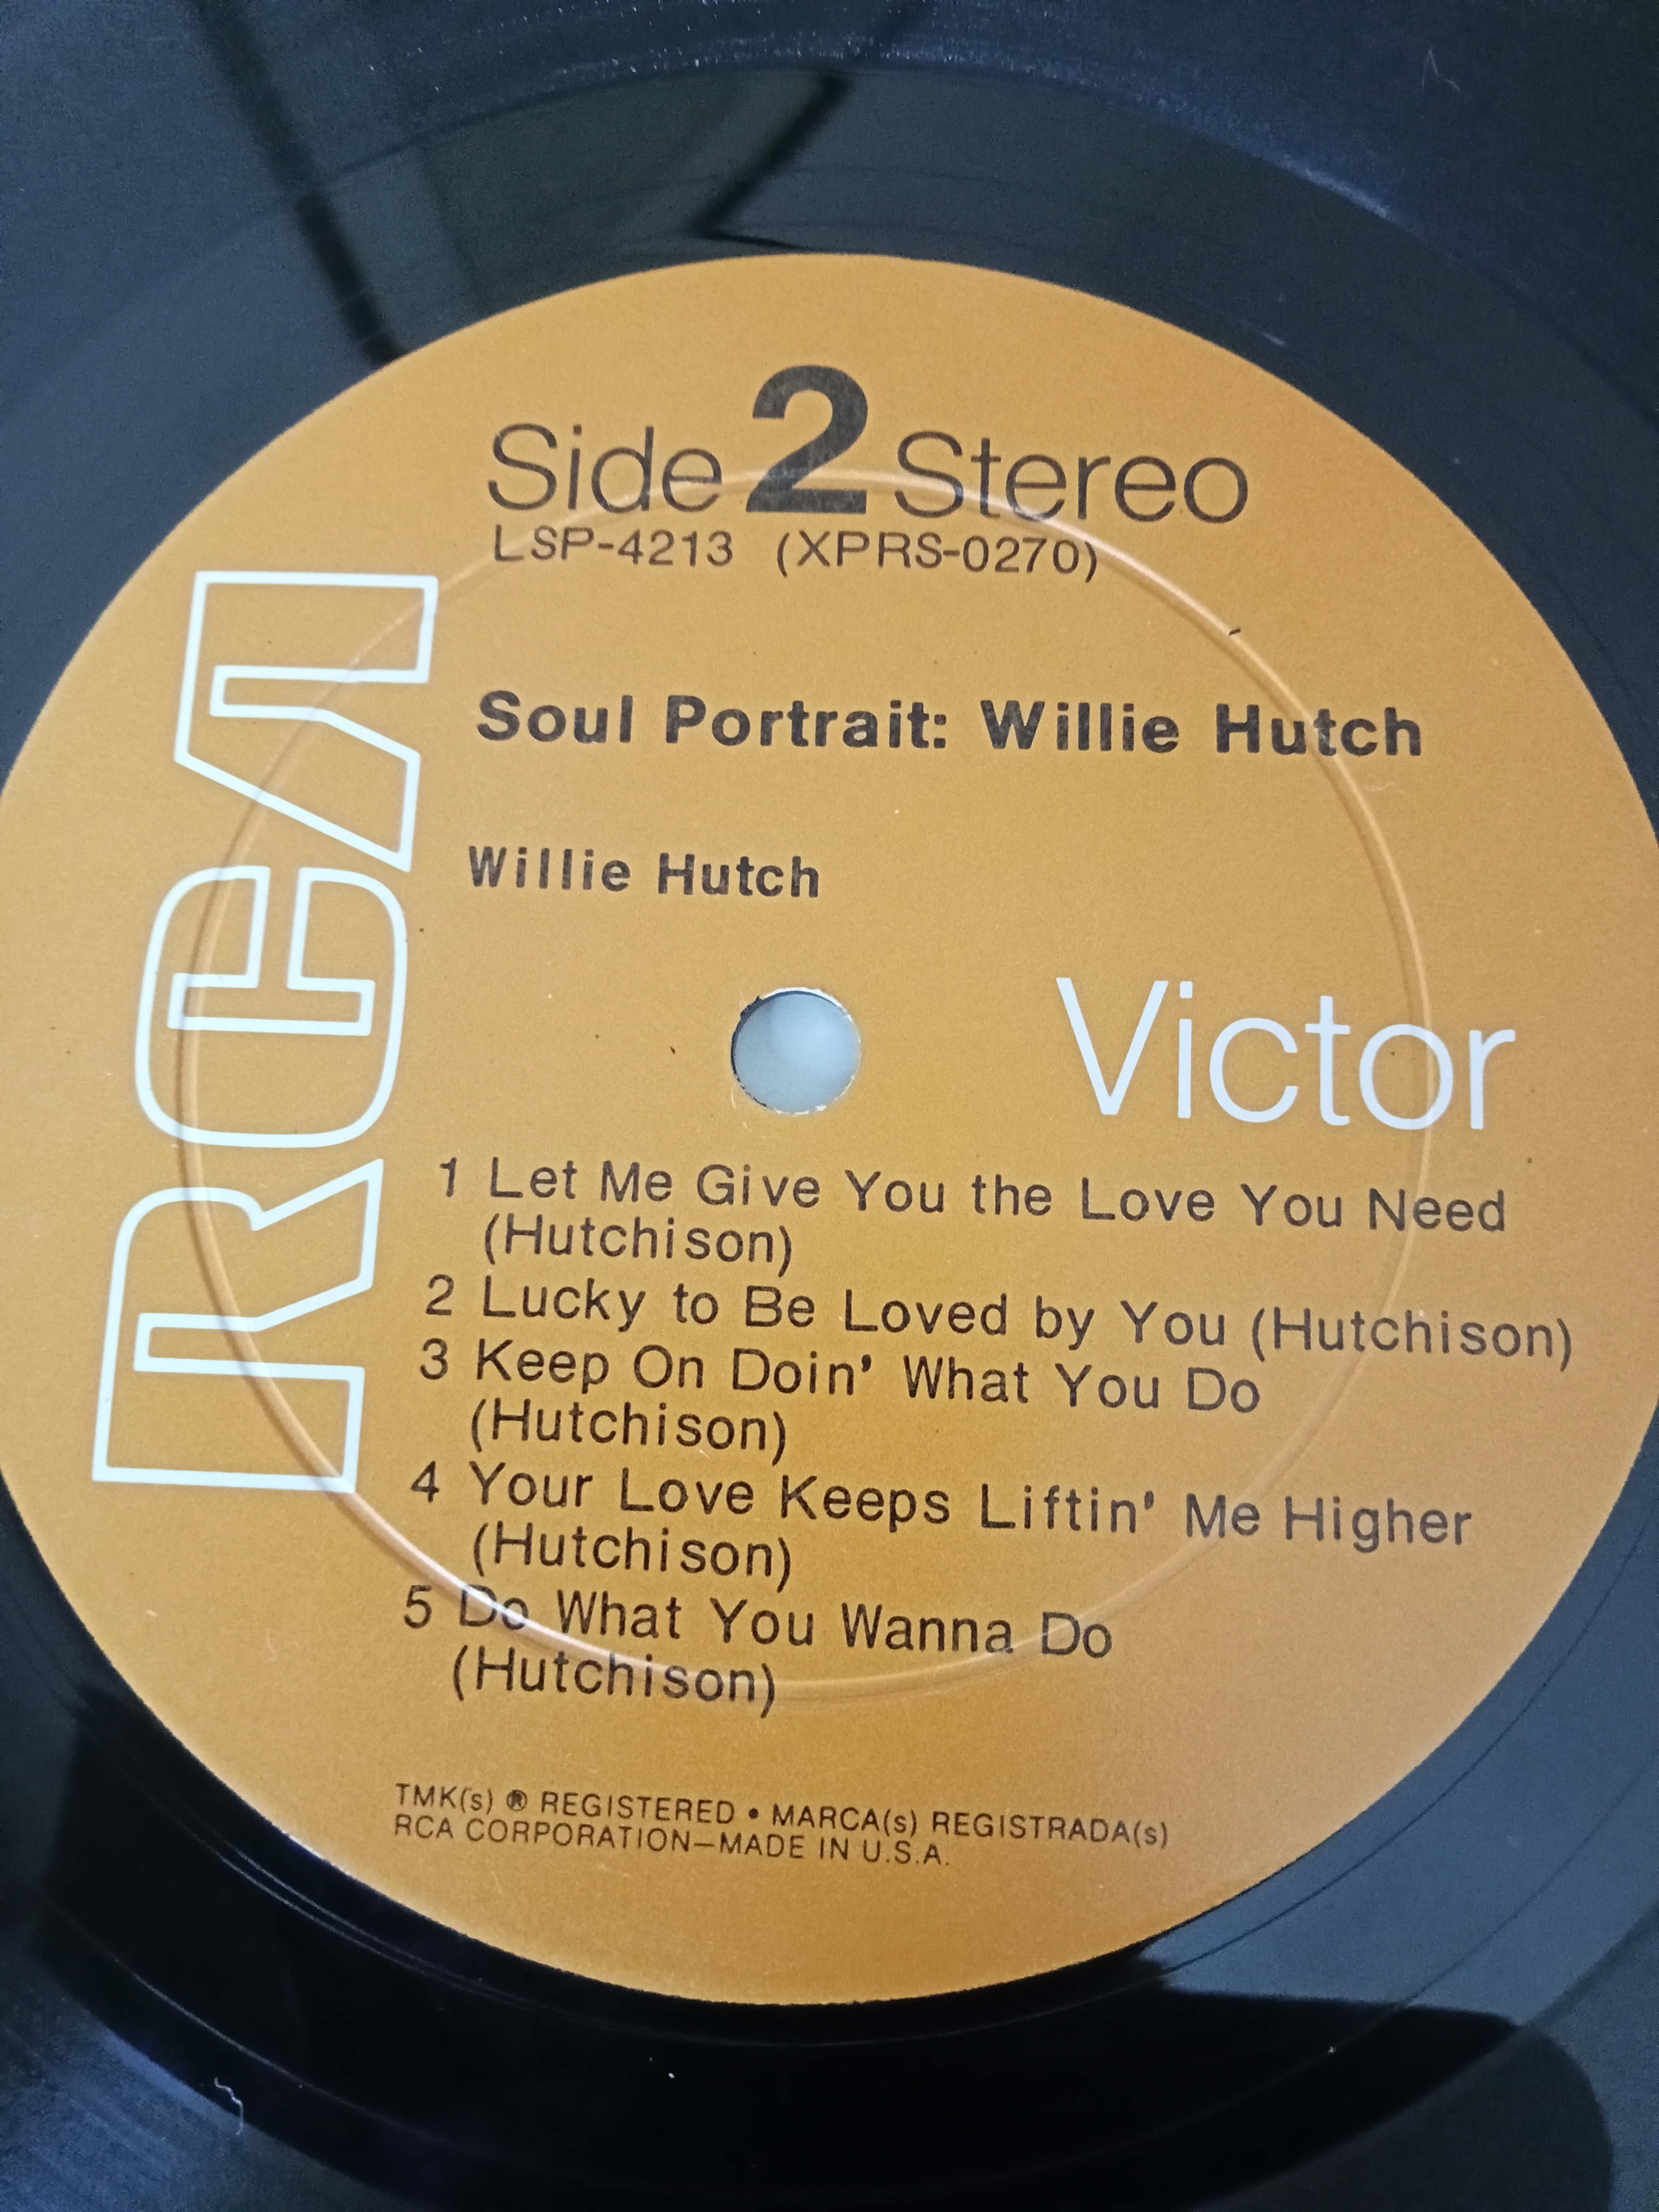 Side 2 Stereo
LSP-4213 (XPRS-0270)
RCA
Soul Portrait: Willie Hutch
Willie Hutch
Victor
1 Let Me Give You the Love You Need
(Hutchison)
2 Lucky to Be Loved by You (Hutchison)
3 Keep On Doin' What You Do
(Hutchison)
4 Your Love Keeps Liftin' Me Higher
(Hutchison)
5 Do What You Wanna Do
(Hutchison)
TMK(s) ® REGISTERED • MARCA(s) REGISTRADA(s)
RCA CORPORATION—MADE IN U.S.A.